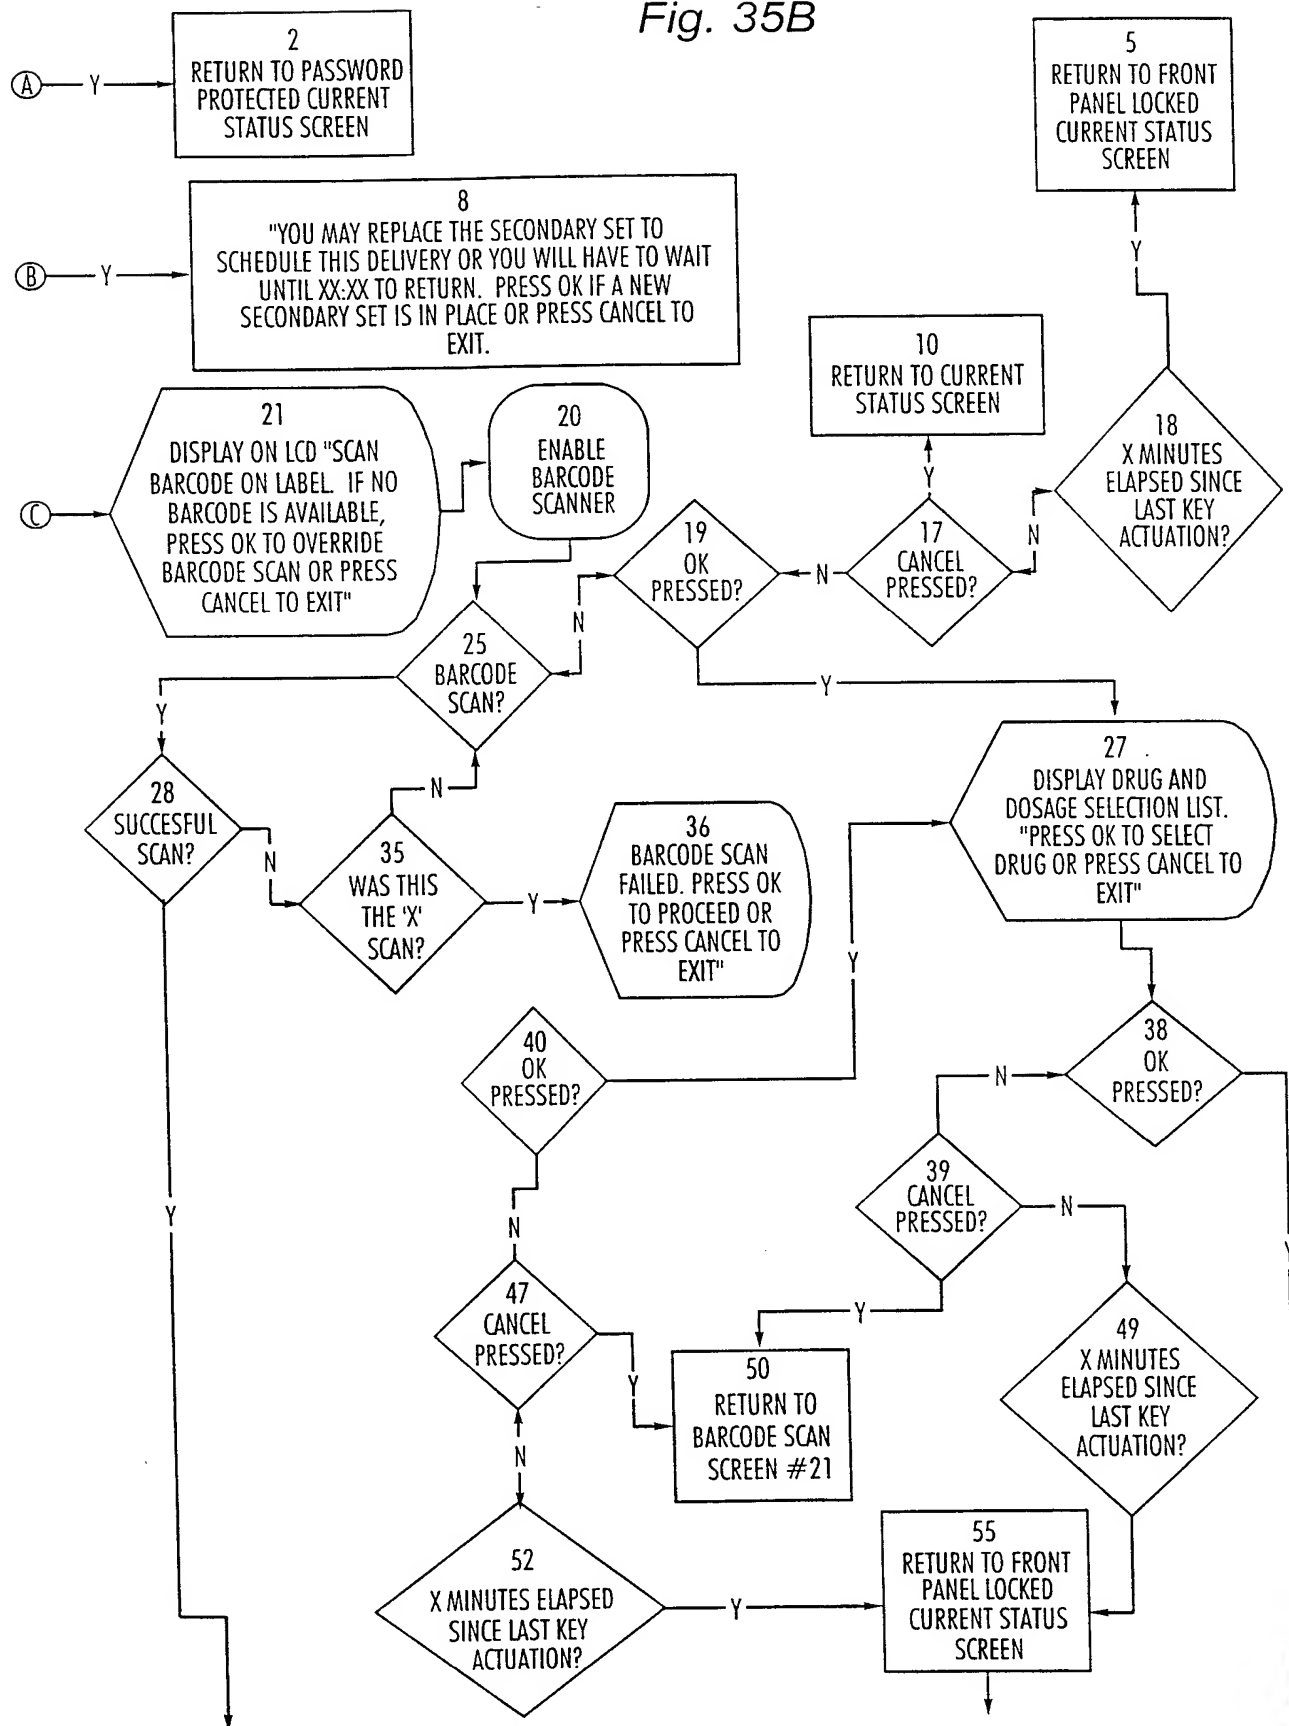 Fig. 35B
2
RETURN TO PASSWORD
PROTECTED CURRENT
STATUS SCREEN
A
Y
5
RETURN TO FRONT
PANEL LOCKED
CURRENT STATUS
SCREEN
Y
8
"YOU MAY REPLACE THE SECONDARY SET TO
SCHEDULE THIS DELIVERY OR YOU WILL HAVE TO WAIT
UNTIL XX:XX TO RETURN. PRESS OK IF A NEW
SECONDARY SET IS IN PLACE OR PRESS CANCEL TO
EXIT.
B
Y
10
RETURN TO CURRENT
STATUS SCREEN
Y
18
X MINUTES
ELAPSED SINCE
LAST KEY
ACTUATION?
N
C
21
DISPLAY ON LCD "SCAN
BARCODE ON LABEL. IF NO
BARCODE IS AVAILABLE,
PRESS OK TO OVERRIDE
BARCODE SCAN OR PRESS
CANCEL TO EXIT"
20
ENABLE
BARCODE
SCANNER
19
OK
PRESSED?
N
17
CANCEL
PRESSED?
N
25
BARCODE
SCAN?
Y
Y
27
DISPLAY DRUG AND
DOSAGE SELECTION LIST.
"PRESS OK TO SELECT
DRUG OR PRESS CANCEL TO
EXIT"
28
SUCCESFUL
SCAN?
N
N
35
WAS THIS
THE 'X'
SCAN?
Y
36
BARCODE SCAN
FAILED. PRESS OK
TO PROCEED OR
PRESS CANCEL TO
EXIT"
Y
40
OK
PRESSED?
38
OK
PRESSED?
N
39
CANCEL
PRESSED?
N
Y
N
Y
47
CANCEL
PRESSED?
Y
Y
50
RETURN TO
BARCODE SCAN
SCREEN #21
49
X MINUTES
ELAPSED SINCE
LAST KEY
ACTUATION?
N
52
X MINUTES ELAPSED
SINCE LAST KEY
ACTUATION?
Y
55
RETURN TO FRONT
PANEL LOCKED
CURRENT STATUS
SCREEN